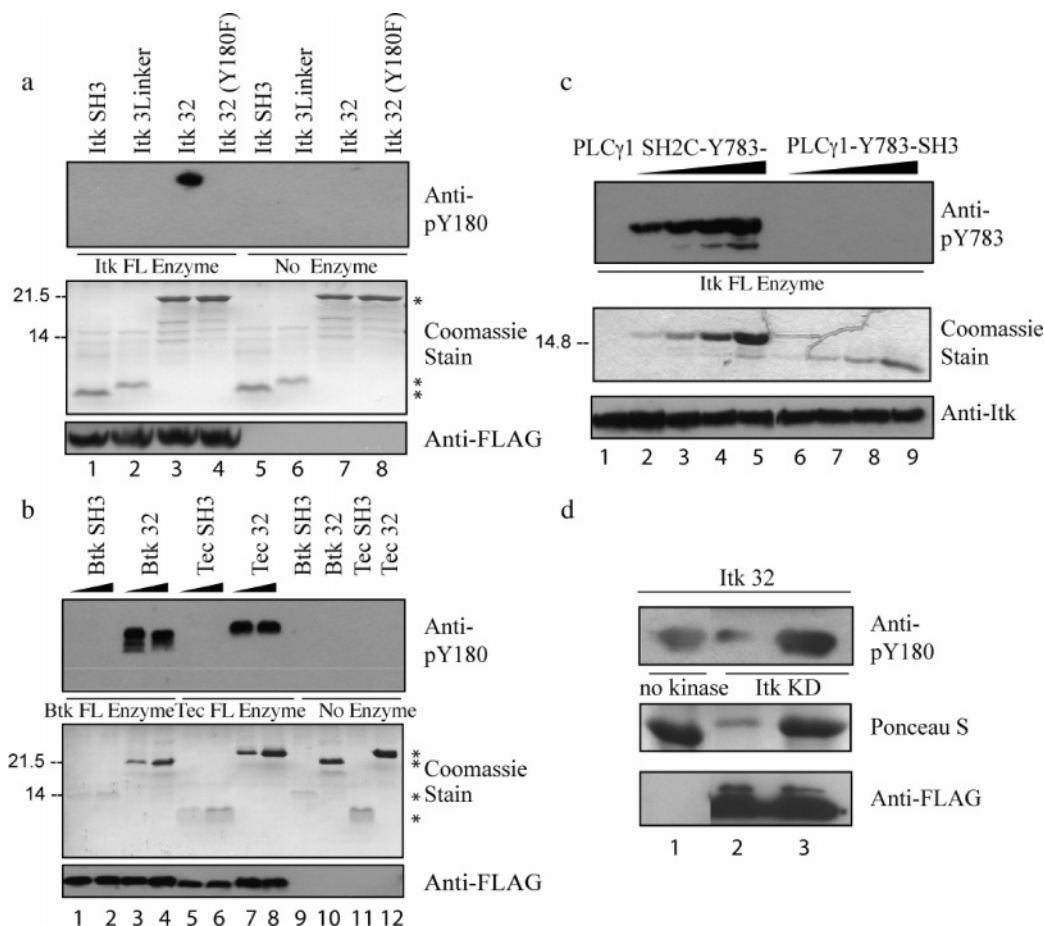 a
Itk SH3
Itk 3Linker
Itk 32
Itk 32 (Y180F)
Itk SH3
Itk 3Linker
Itk 32
Itk 32 (Y180F)
Anti-
pY180
Itk FL Enzyme
No Enzyme
21.5 --
14 --
*
Coomassie
Stain
*
*
Anti-FLAG
1 2 3 4 5 6 7 8
b
Btk SH3
Btk 32
Tec SH3
Tec 32
Btk SH3
Btk 32
Tec SH3
Tec 32
Anti-
pY180
Btk FL Enzyme
Tec FL Enzyme
No Enzyme
21.5 --
14 --
*
*
Coomassie
Stain
*
*
Anti-FLAG
1 2 3 4 5 6 7 8 9 10 11 12
c
PLCγ1 SH2C-Y783-
PLCγ1-Y783-SH3
Anti-
pY783
Itk FL Enzyme
14.8 --
Coomassie
Stain
Anti-Itk
1 2 3 4 5 6 7 8 9
d
Itk 32
Anti-
pY180
no kinase
Itk KD
Ponceau S
Anti-FLAG
1 2 3